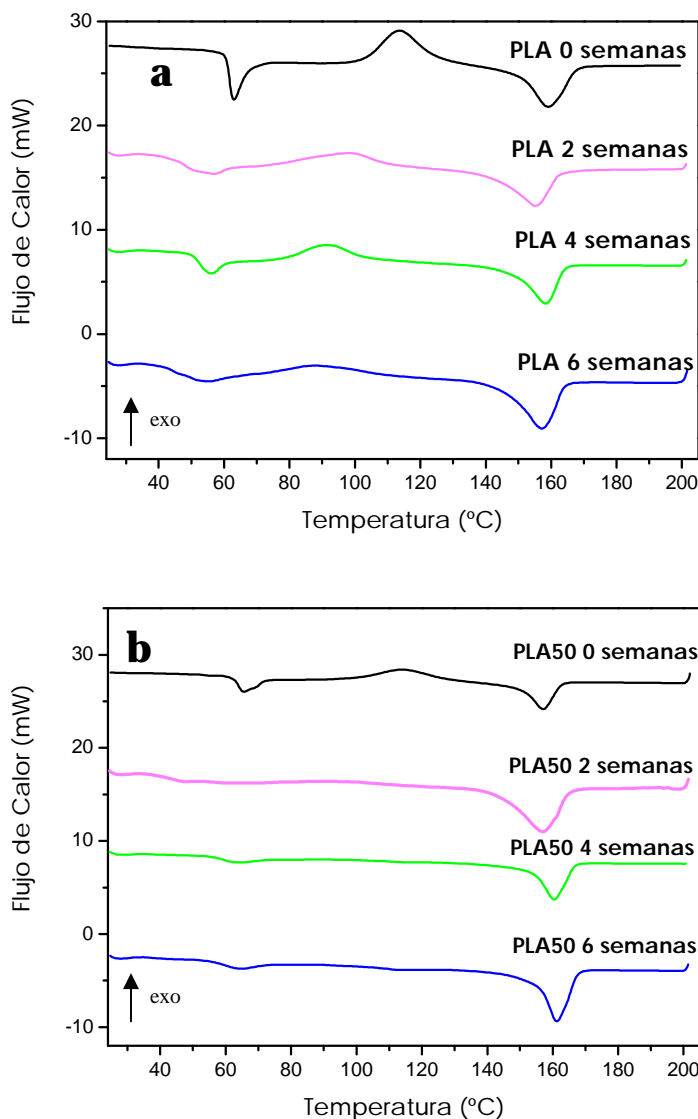 30
20
10
0
-10
Flujo de Calor (mW)
a
PLA 0 semanas
PLA 2 semanas
PLA 4 semanas
PLA 6 semanas
exo
40 60 80 100 120 140 160 180 200
Temperatura (ºC)
30
20
10
0
-10
Flujo de Calor (mW)
b
PLA50 0 semanas
PLA50 2 semanas
PLA50 4 semanas
PLA50 6 semanas
exo
40 60 80 100 120 140 160 180 200
Temperatura (ºC)